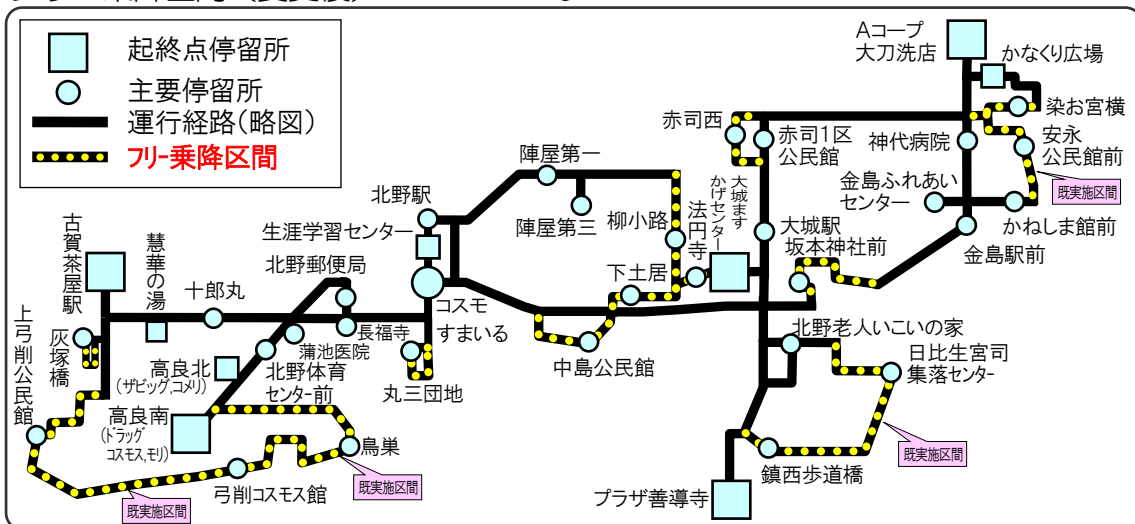 起終点停留所
主要停留所
運行経路(略図)
フリー乗降区間
Aコープ
大刀洗店
かなくり広場
染お宮横
安永
公民館前
神代病院
既実施区間
金島ふれあい
センター
かねしま館前
金島駅前
赤司西
赤司1区
公民館
大城ます
かげセンター
法円寺
大城駅
坂本神社前
陣屋第一
陣屋第三
柳小路
下土居
中島公民館
北野駅
生涯学習センター
コスモ
すまいる
北野郵便局
長福寺
蒲池医院
北野体育
センター前
丸三団地
古賀茶屋駅
慧華の湯
十郎丸
灰塚橋
上弓削公民館
高良北
(ザビッグ,コメリ)
高良南
(ドラッグ
コスモス,モリ)
鳥巣
既実施区間
弓削コスモス館
既実施区間
北野老人いこいの家
日比生宮司
集落センター
既実施区間
鎮西歩道橋
プラザ善導寺